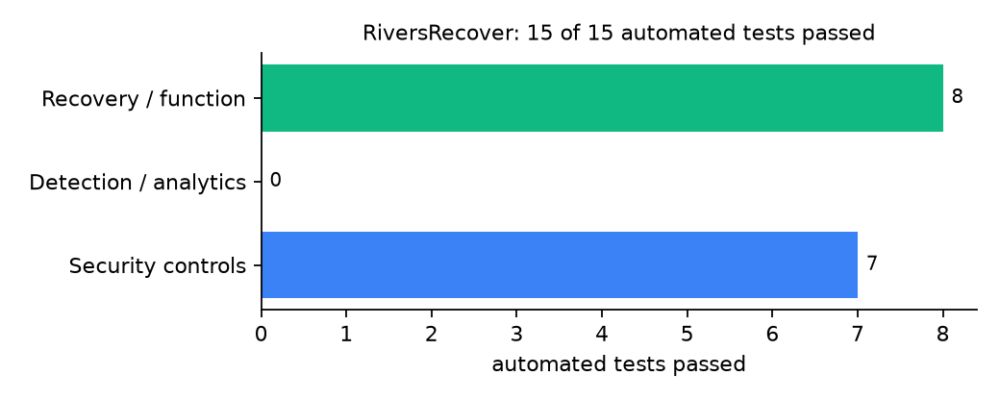 RiversRecover: 15 of 15 automated tests passed
Recovery / function
8
Detection / analytics
0
Security controls
7
0 1 2 3 4 5 6 7 8
automated tests passed